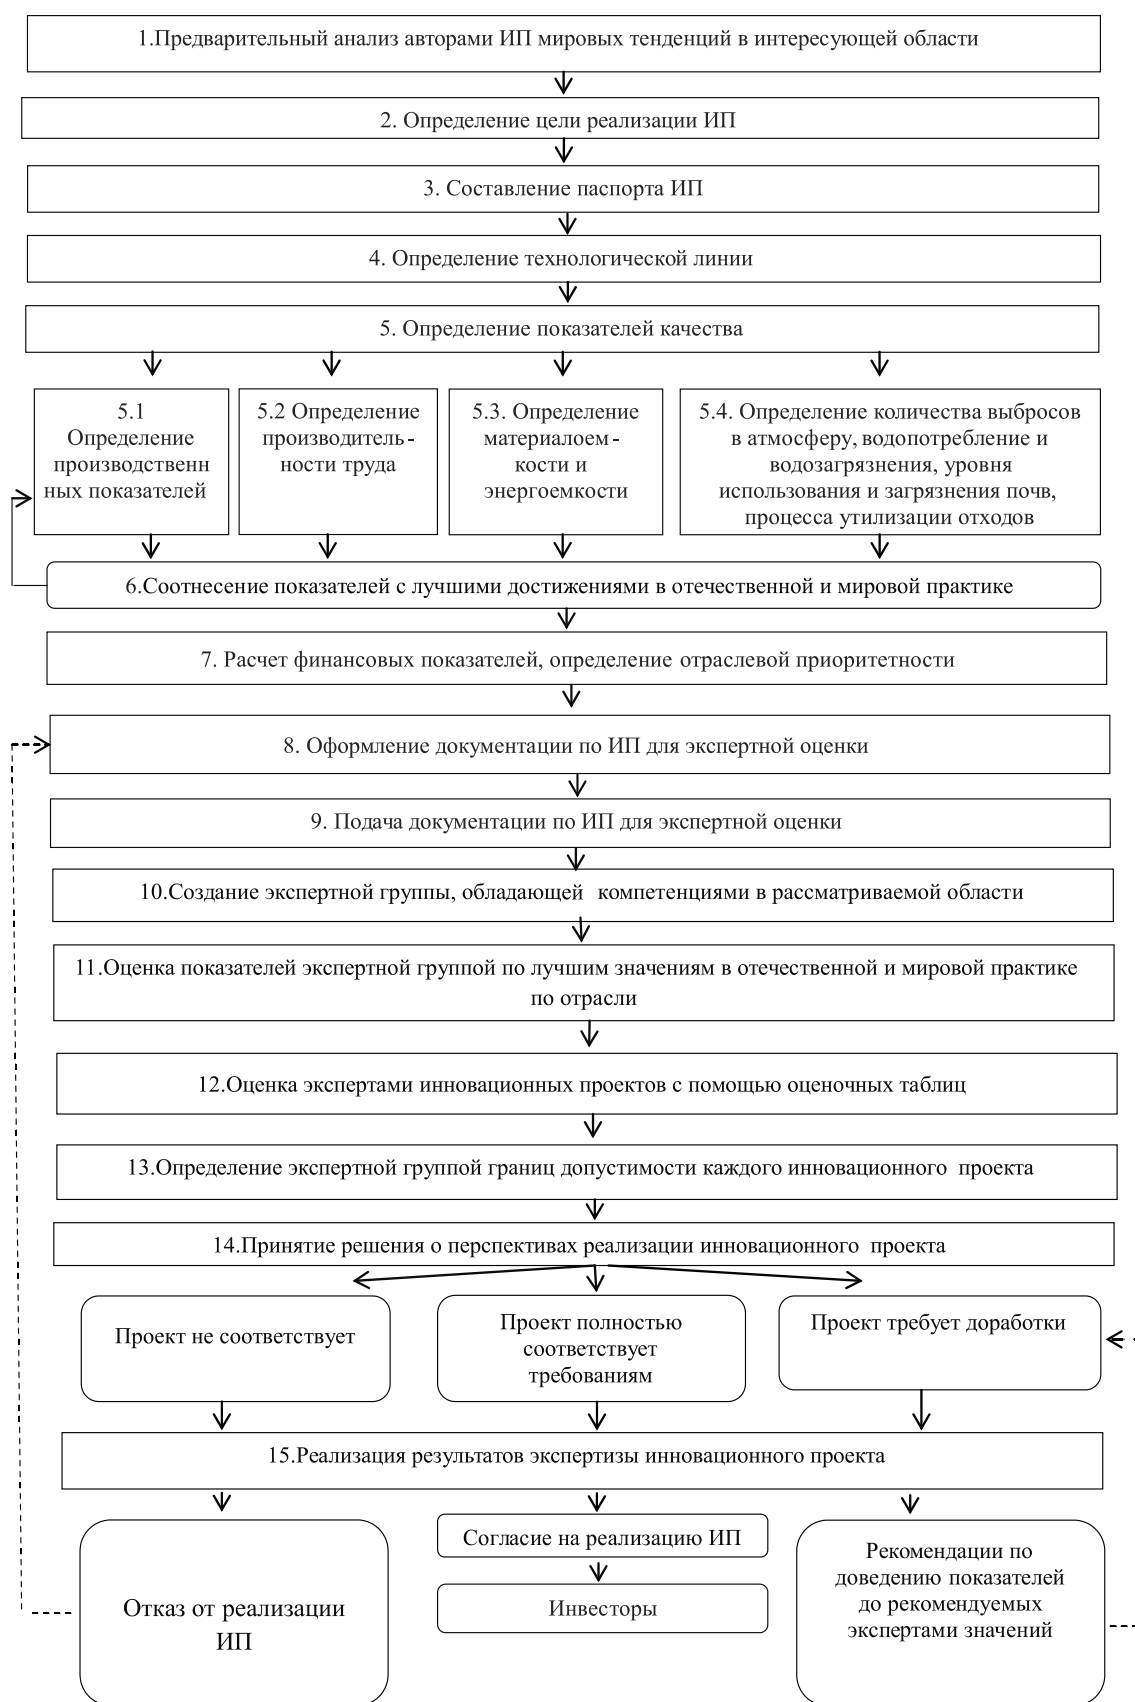 1.Предварительный анализ авторами ИП мировых тенденций в интересующей области
2. Определение цели реализации ИП
3. Составление паспорта ИП
4. Определение технологической линии
5. Определение показателей качества
5.1
Определение
производственн
ных показателей
5.2 Определение
производитель-
ности труда
5.3. Определение
материалоем-
кости и
энергоемкости
5.4. Определение количества выбросов
в атмосферу, водопотребление и
водозагрязнения, уровня
использования и загрязнения почв,
процесса утилизации отходов
6.Соотнесение показателей с лучшими достижениями в отечественной и мировой практике
7. Расчет финансовых показателей, определение отраслевой приоритетности
8. Оформление документации по ИП для экспертной оценки
9. Подача документации по ИП для экспертной оценки
10.Создание экспертной группы, обладающей компетенциями в рассматриваемой области
11.Оценка показателей экспертной группой по лучшим значениям в отечественной и мировой практике
по отрасли
12.Оценка экспертами инновационных проектов с помощью оценочных таблиц
13.Определение экспертной группой границ допустимости каждого инновационного проекта
14.Принятие решения о перспективах реализации инновационного проекта
Проект не соответствует
Проект полностью
соответствует
требованиям
Проект требует доработки
15.Реализация результатов экспертизы инновационного проекта
Отказ от реализации
ИП
Согласие на реализацию ИП
Инвесторы
Рекомендации по
доведению показателей
до рекомендуемых
экспертами значений